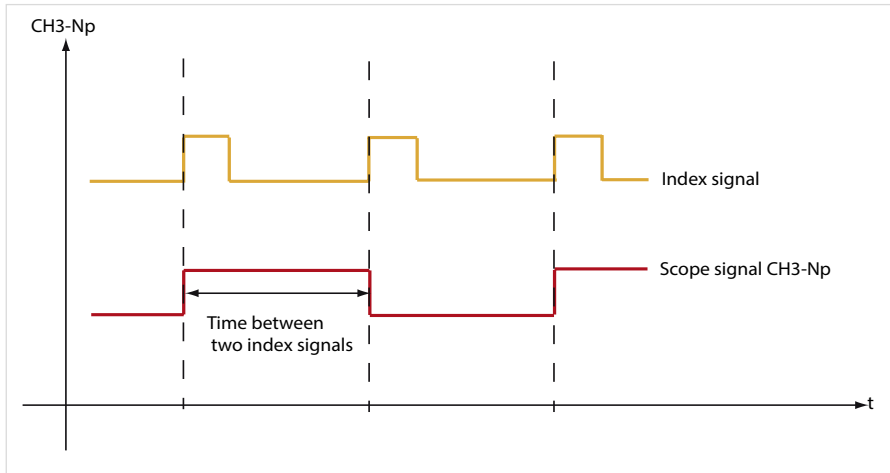 CH3-Np
Index signal
Scope signal CH3-Np
Time between
two index signals
t